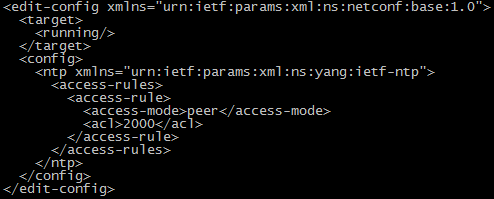 <edit-config xmlns="urn:ietf:params:xml:ns:netconf:base:1.0">
  <target>
    <running/>
  </target>
  <config>
    <ntp xmlns="urn:ietf:params:xml:ns:yang:ietf-ntp">
      <access-rules>
        <access-rule>
          <access-mode>peer</access-mode>
          <acl>2000</acl>
        </access-rule>
      </access-rules>
    </ntp>
  </config>
</edit-config>